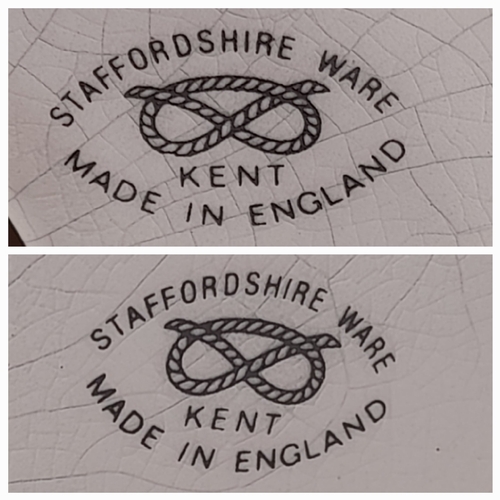 STAFFORDSHIRE WARE
KENT
MADE IN ENGLAND
STAFFORDSHIRE WARE
KENT
MADE IN ENGLAND